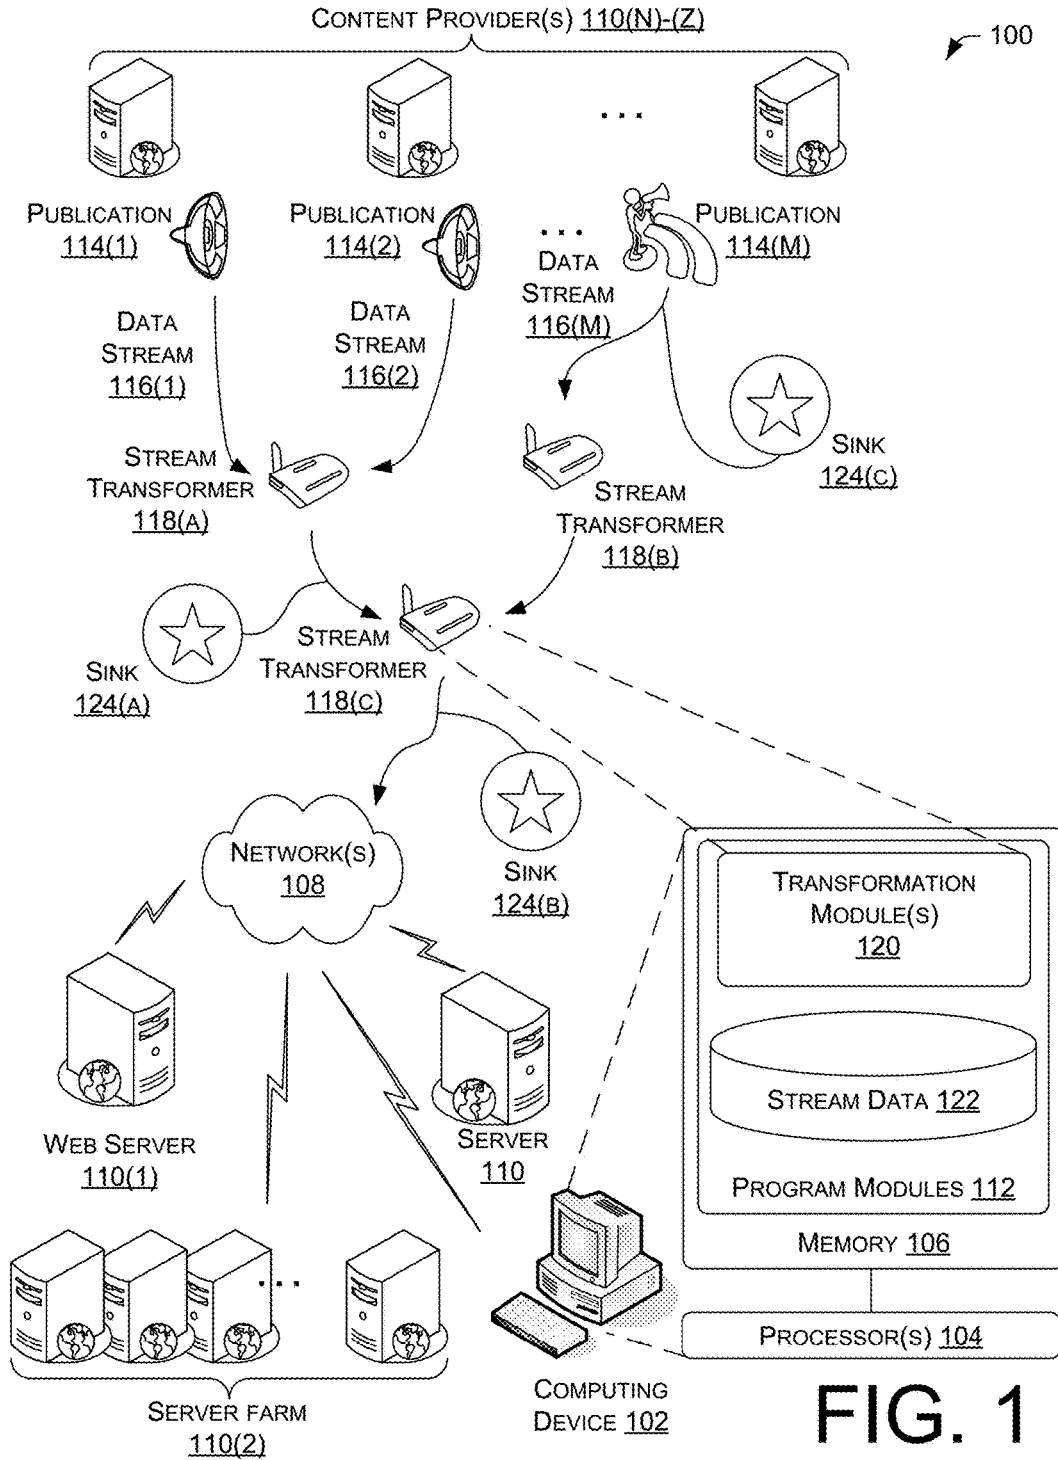 CONTENT PROVIDER(S) 110(N)-(Z)
100
...
PUBLICATION
114(1)
PUBLICATION
114(2)
...
PUBLICATION
114(M)
DATA
STREAM
116(M)
DATA
STREAM
116(1)
DATA
STREAM
116(2)
STREAM
TRANSFORMER
118(A)
SINK
124(C)
STREAM
TRANSFORMER
118(B)
SINK
124(A)
STREAM
TRANSFORMER
118(C)
NETWORK(S)
108
SINK
124(B)
TRANSFORMATION
MODULE(S)
120
STREAM DATA 122
PROGRAM MODULES 112
MEMORY 106
WEB SERVER
110(1)
SERVER
110
...
PROCESSOR(S) 104
SERVER FARM
110(2)
COMPUTING
DEVICE 102
FIG. 1